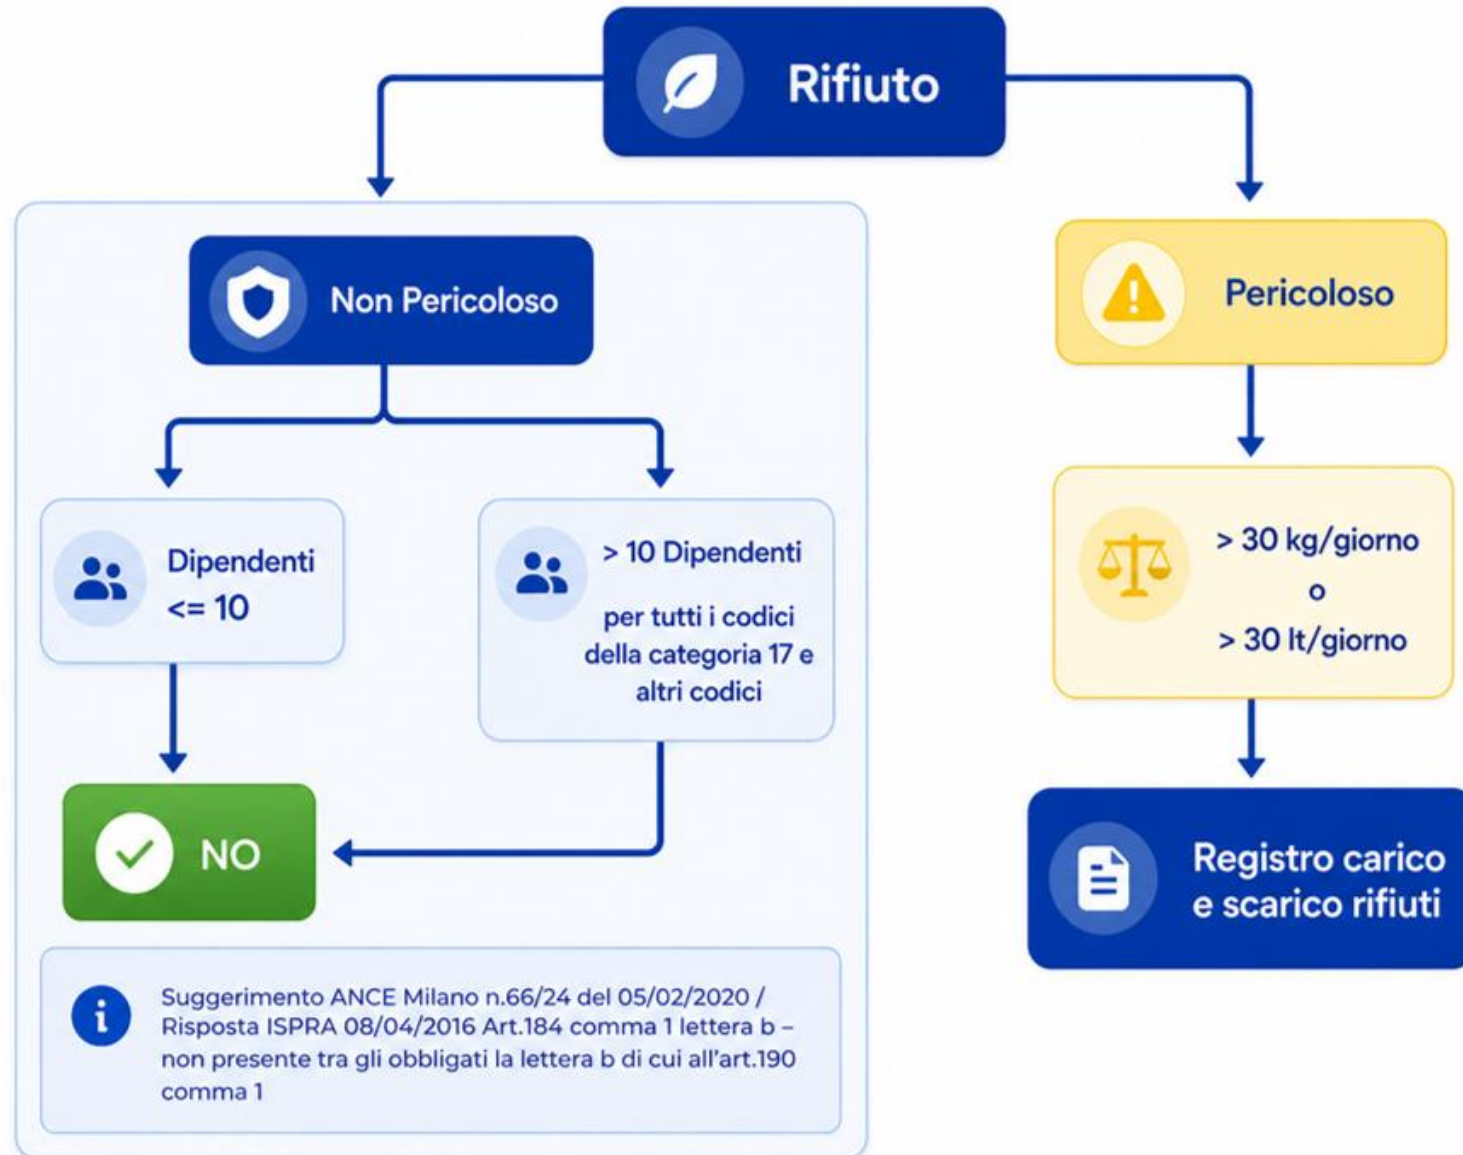 Rifiuto
Non Pericoloso
Pericoloso
Dipendenti
<= 10
> 10 Dipendenti
per tutti i codici
della categoria 17 e
altri codici
> 30 kg/giorno
o
> 30 lt/giorno
NO
Registro carico
e scarico rifiuti
Suggerimento ANCE Milano n.66/24 del 05/02/2020 /
Risposta ISPRA 08/04/2016 Art.184 comma 1 lettera b –
non presente tra gli obbligati la lettera b di cui all'art.190
comma 1